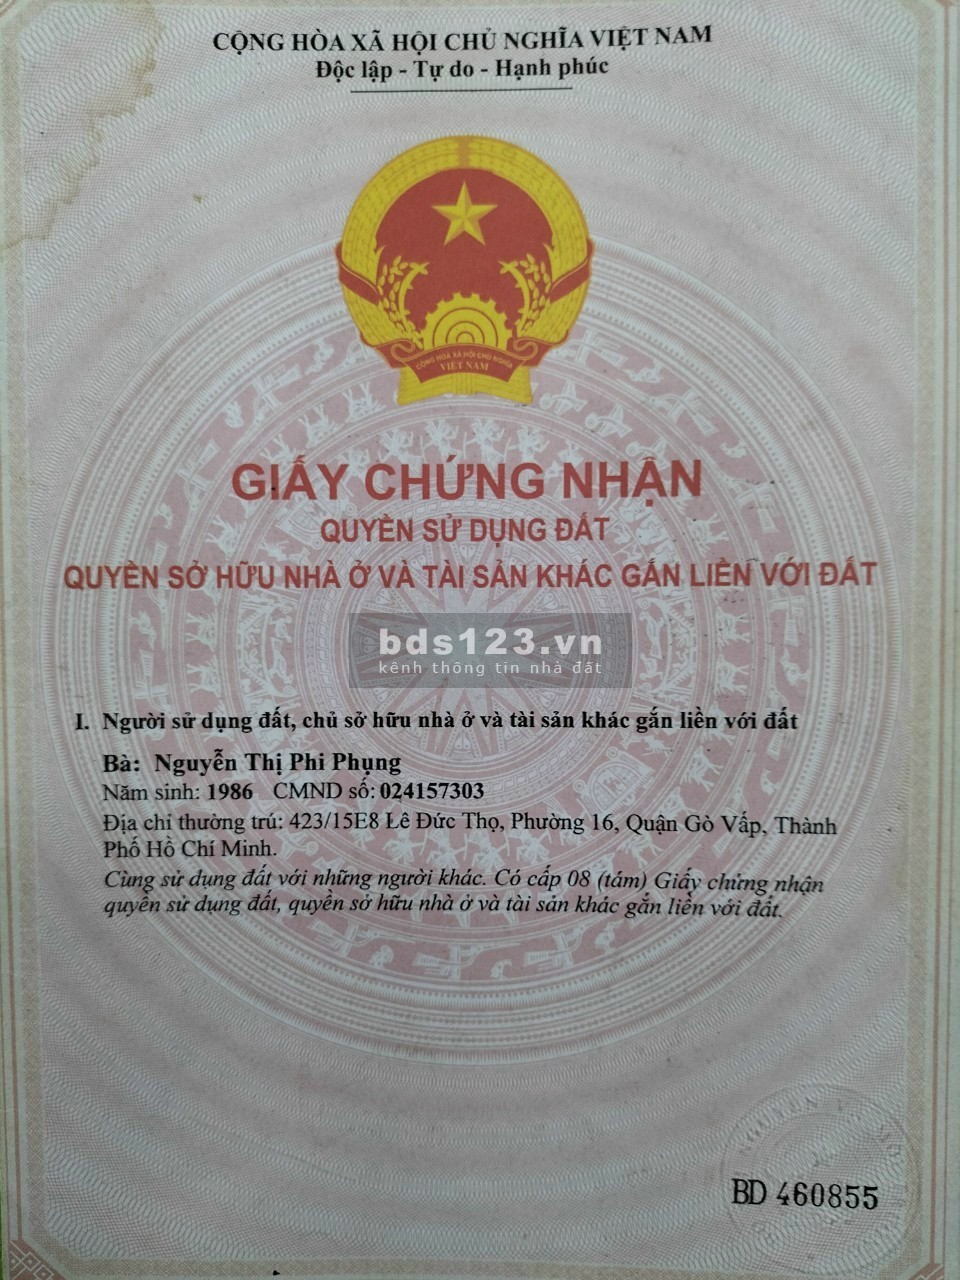 CỘNG HÒA XÃ HỘI CHỦ NGHĨA VIỆT NAM
Độc lập - Tự do - Hạnh phúc
CỘNG HÒA XÃ HỘI CHỦ NGHĨA
VIỆT NAM
GIẤY CHỨNG NHẬN
QUYỀN SỬ DỤNG ĐẤT
QUYỀN SỞ HỮU NHÀ Ở VÀ TÀI SẢN KHÁC GẮN LIỀN VỚI ĐẤT
bds123.vn
kênh thông tin nhà đất
I. Người sử dụng đất, chủ sở hữu nhà ở và tài sản khác gắn liền với đất
Bà: Nguyễn Thị Phi Phụng
Năm sinh: 1986 CMND số: 024157303
Địa chỉ thường trú: 423/15E8 Lê Đức Thọ, Phường 16, Quận Gò Vấp, Thành
Phố Hồ Chí Minh.
Cùng sử dụng đất với những người khác. Có cấp 08 (tám) Giấy chứng nhận
quyền sử dụng đất, quyền sở hữu nhà ở và tài sản khác gắn liền với đất.
BD 460855